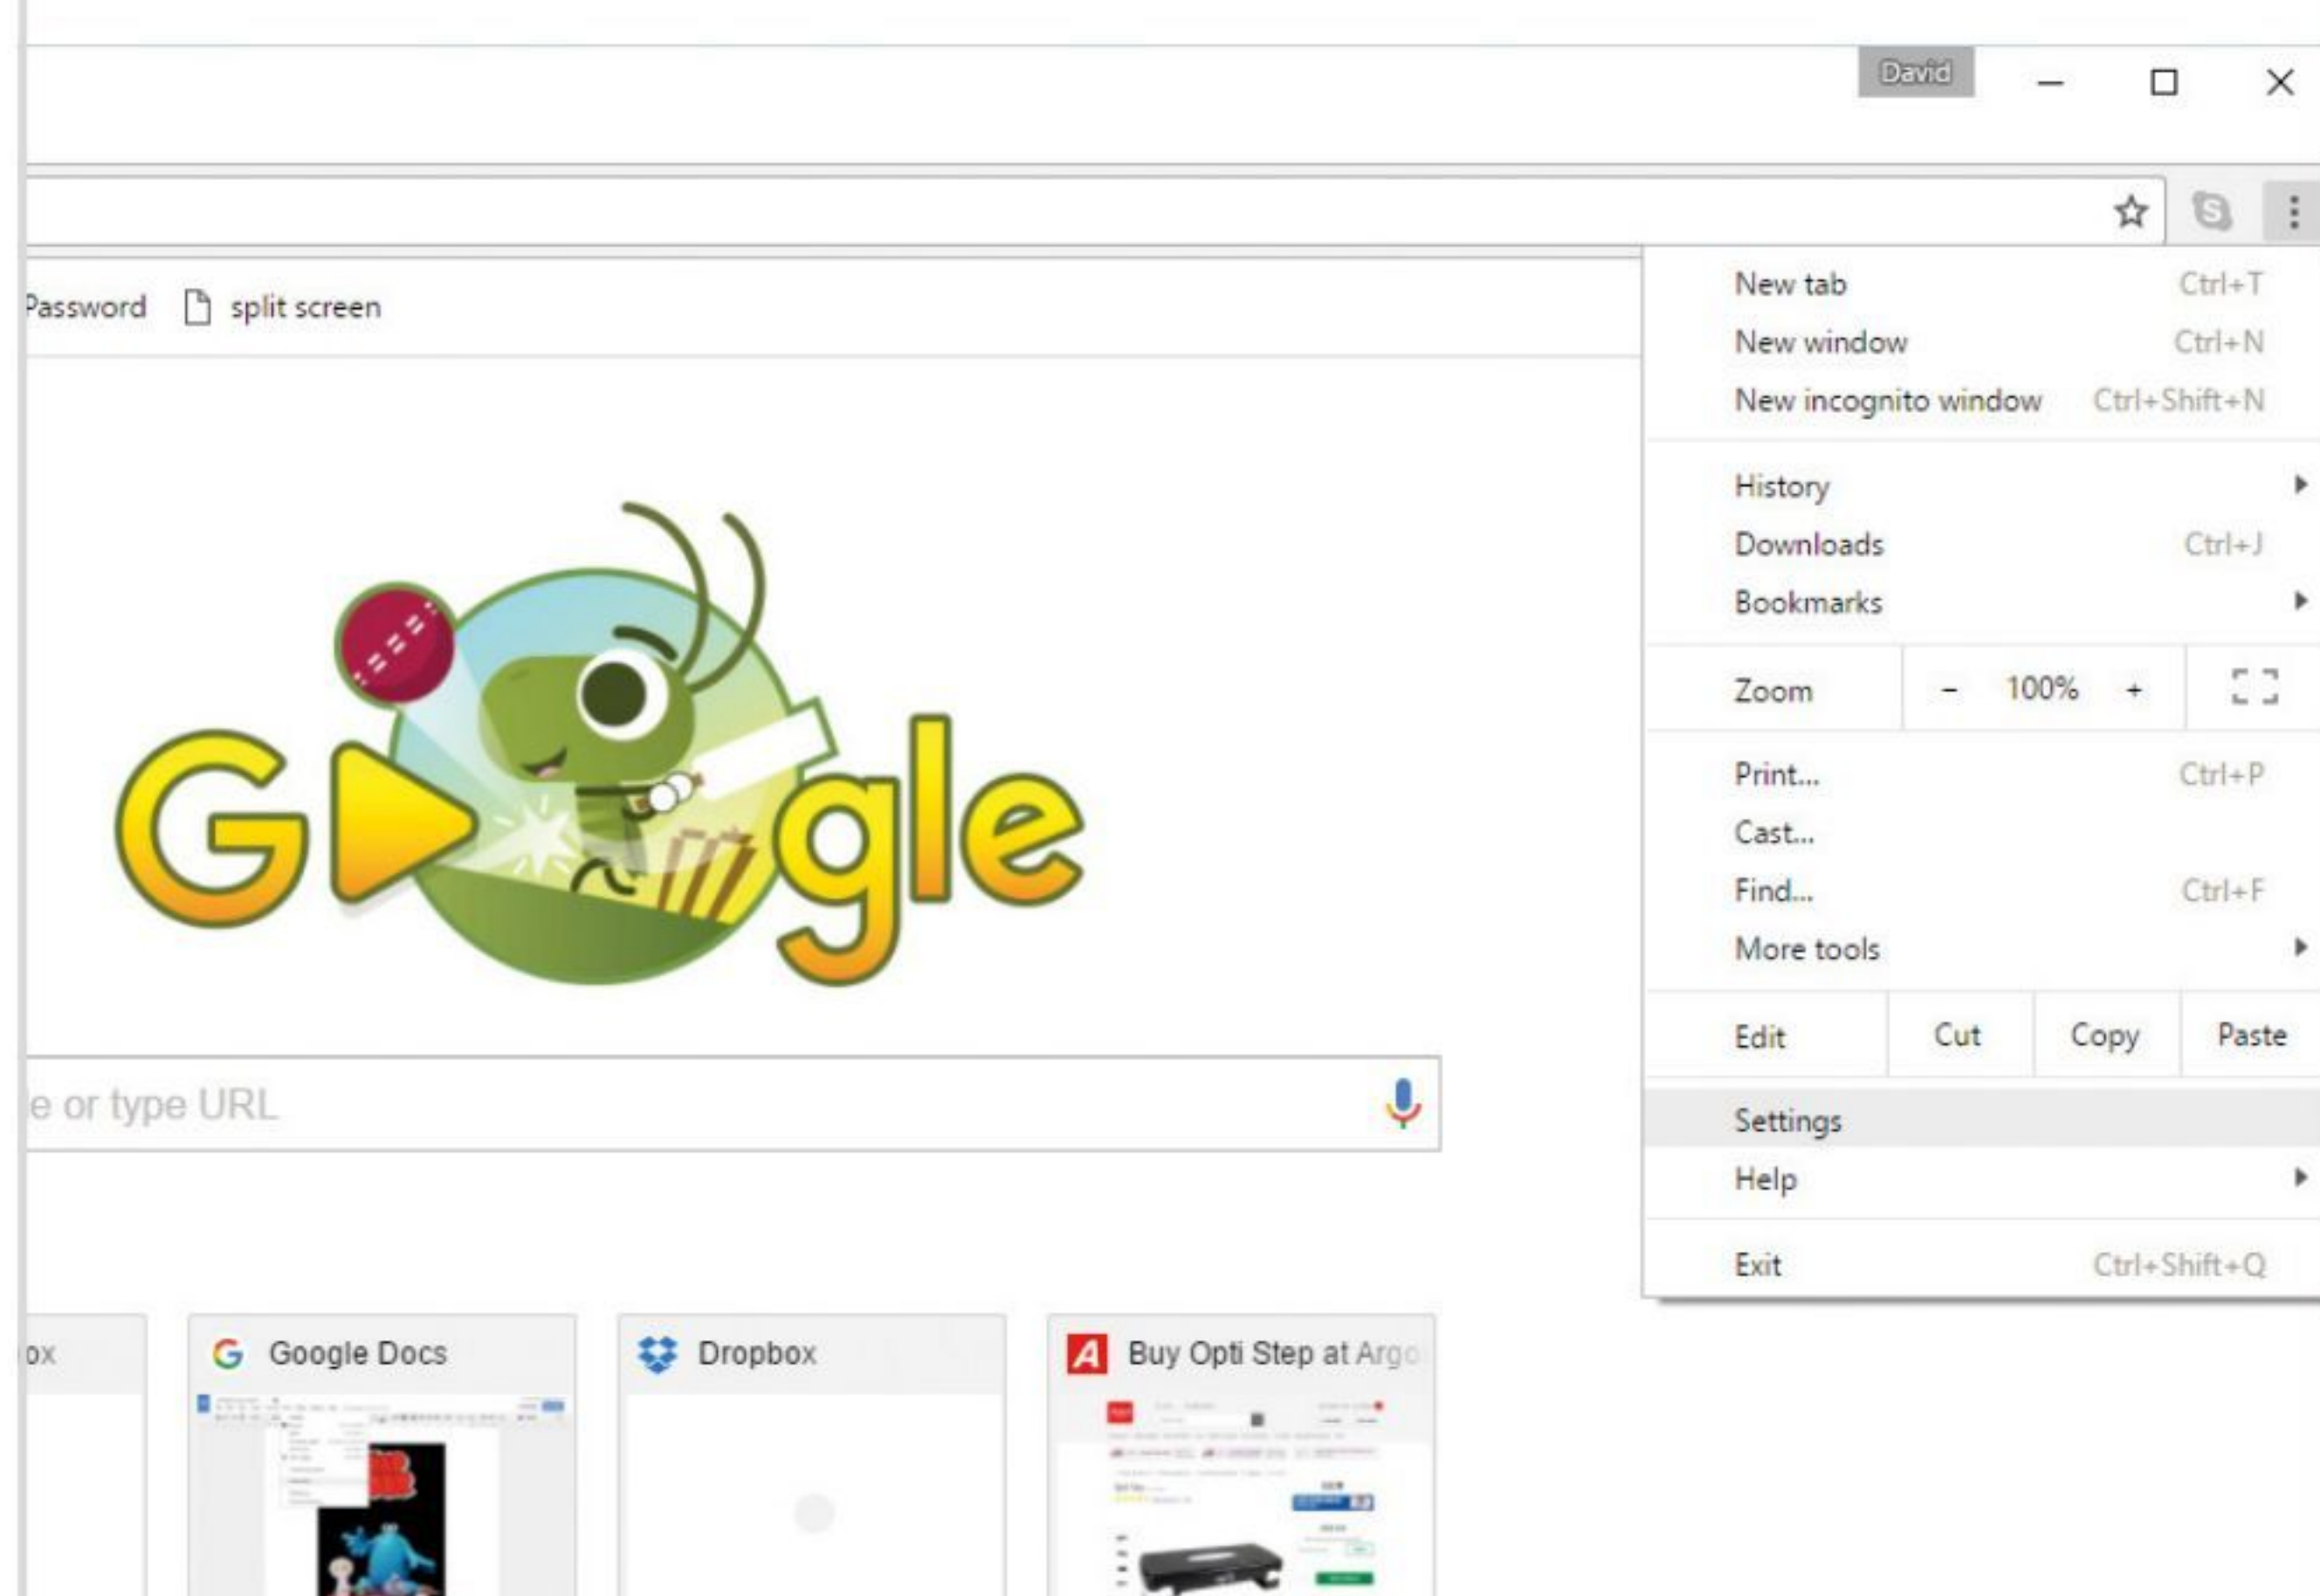 David
Password
split screen
New tab Ctrl+T
New window Ctrl+N
New incognito window Ctrl+Shift+N
History
Downloads Ctrl+J
Bookmarks
Zoom - 100% +
Print... Ctrl+P
Cast...
Find... Ctrl+F
More tools
Edit Cut Copy Paste
Settings
Help
Exit Ctrl+Shift+Q
G gle
e or type URL
ox
Google Docs
Dropbox
Buy Opti Step at Argo